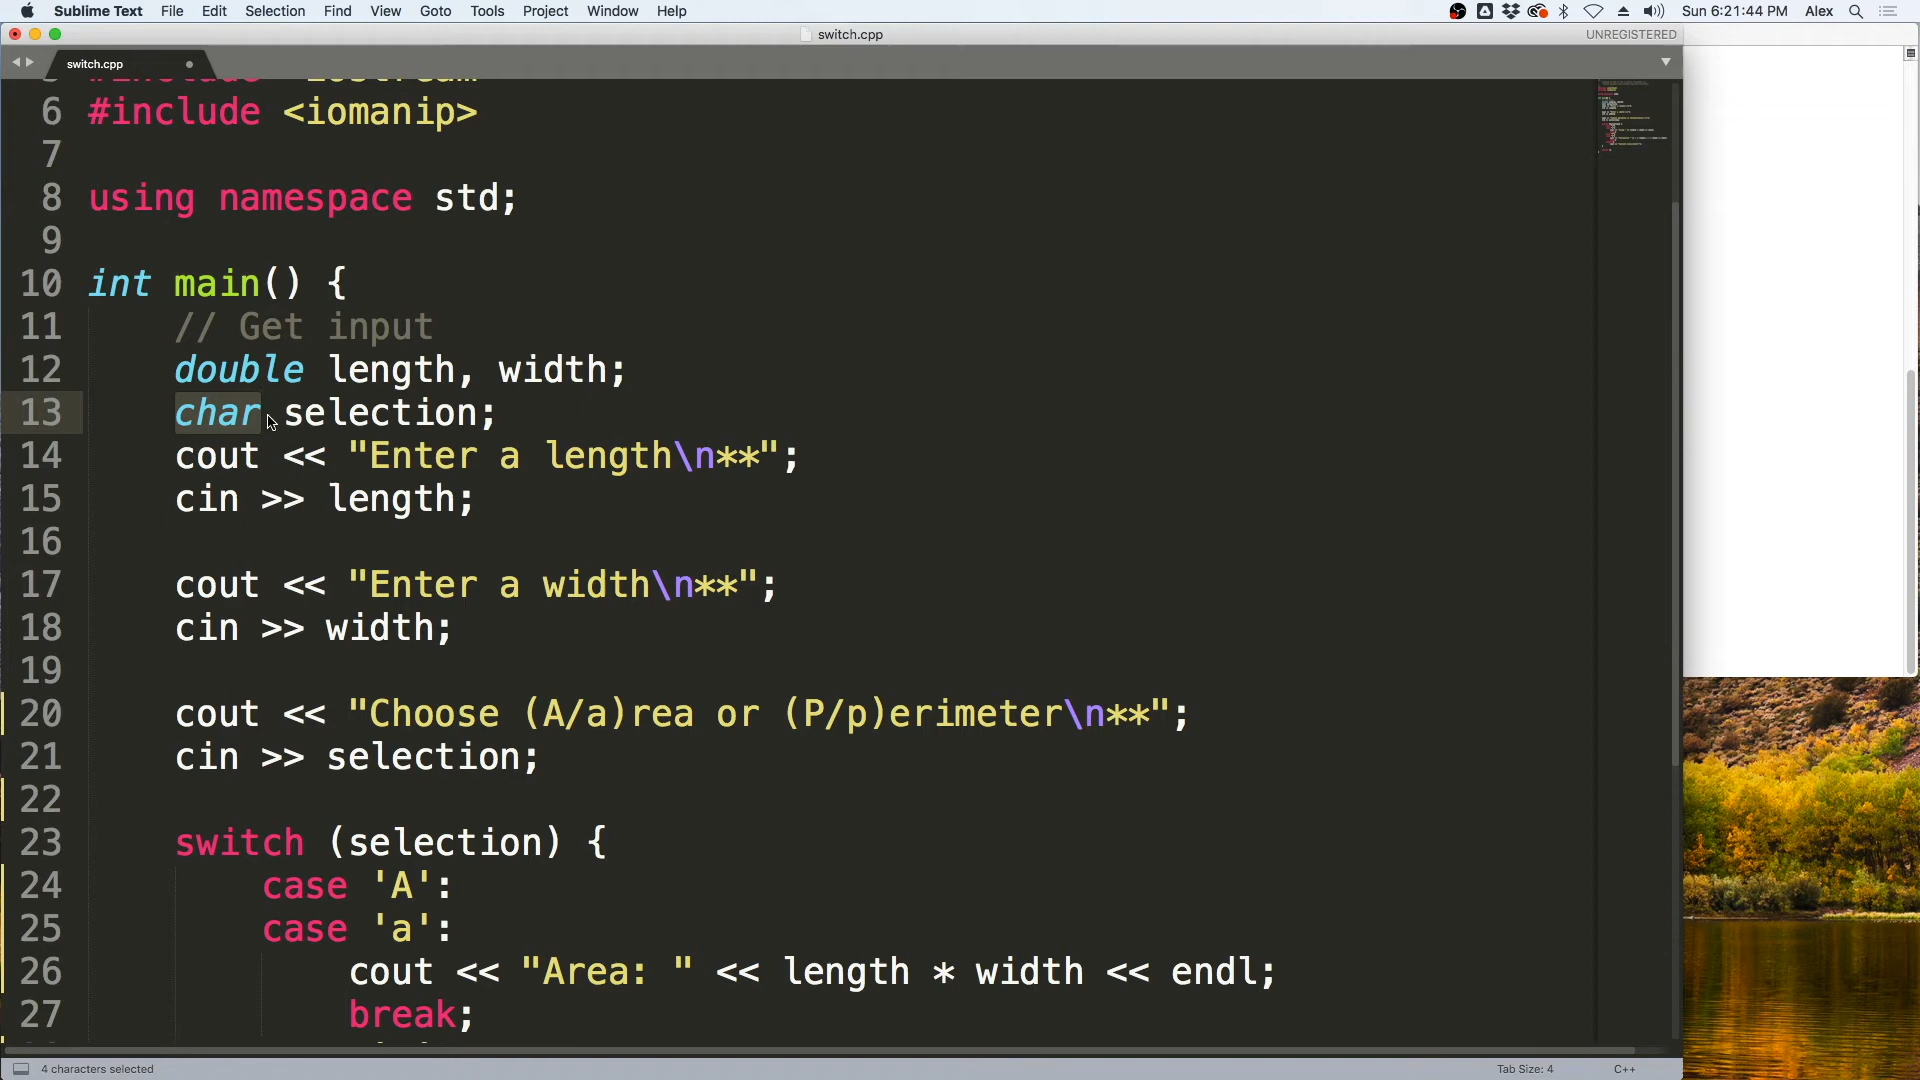 Sublime Text File Edit Selection Find View Goto Tools Project Window Help Sun 6:21:44 PM Alex
switch.cpp UNREGISTERED
switch.cpp
6 #include <iomanip>
7
8 using namespace std;
9
10 int main() {
11 // Get input
12 double length, width;
13 char selection;
14 cout << "Enter a length\n**";
15 cin >> length;
16
17 cout << "Enter a width\n**";
18 cin >> width;
19
20 cout << "Choose (A/a)rea or (P/p)erimeter\n**";
21 cin >> selection;
22
23 switch (selection) {
24 case 'A':
25 case 'a':
26 cout << "Area: " << length * width << endl;
27 break;
4 characters selected Tab Size: 4 C++